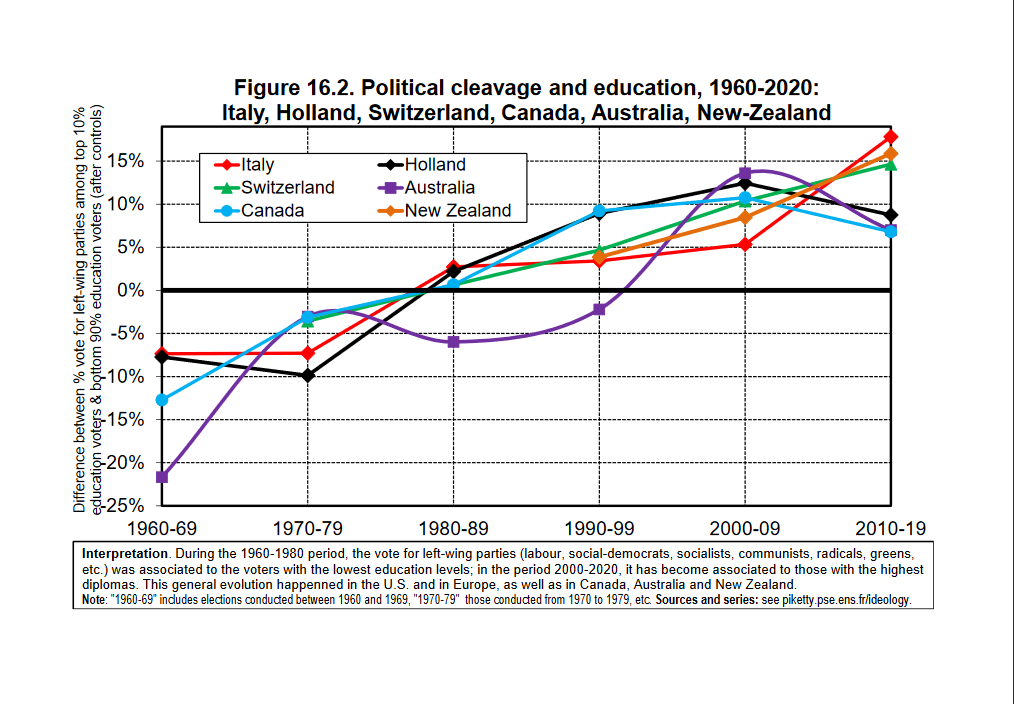 Figure 16.2. Political cleavage and education, 1960-2020:
Italy, Holland, Switzerland, Canada, Australia, New-Zealand
Difference between % vote for left-wing parties among top 10%
education voters & bottom 90% education voters (after controls)
15%
10%
5%
0%
-5%
-10%
-15%
-20%
-25%
Italy
Holland
Switzerland
Australia
Canada
New Zealand
1960-69
1970-79
1980-89
1990-99
2000-09
2010-19
Interpretation. During the 1960-1980 period, the vote for left-wing parties (labour, social-democrats, socialists, communists, radicals, greens,
etc.) was associated to the voters with the lowest education levels; in the period 2000-2020, it has become associated to those with the highest
diplomas. This general evolution happenned in the U.S. and in Europe, as well as in Canada, Australia and New Zealand.
Note: "1960-69" includes elections conducted between 1960 and 1969, "1970-79" those conducted from 1970 to 1979, etc. Sources and series: see piketty.pse.ens.fr/ideology.